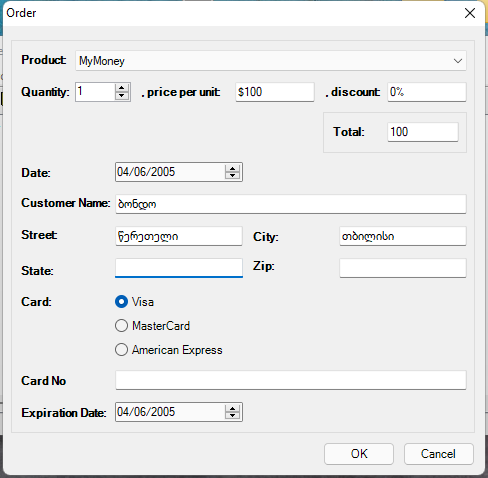 Order
Product: MyMoney
Quantity: 1 , price per unit: $100 , discount: 0%
Total: 100
Date: 04/06/2005
Customer Name: ბონდო
Street: წერეთელი City: თბილისი
State: Zip:
Card: Visa
MasterCard
American Express
Card No
Expiration Date: 04/06/2005
OK Cancel